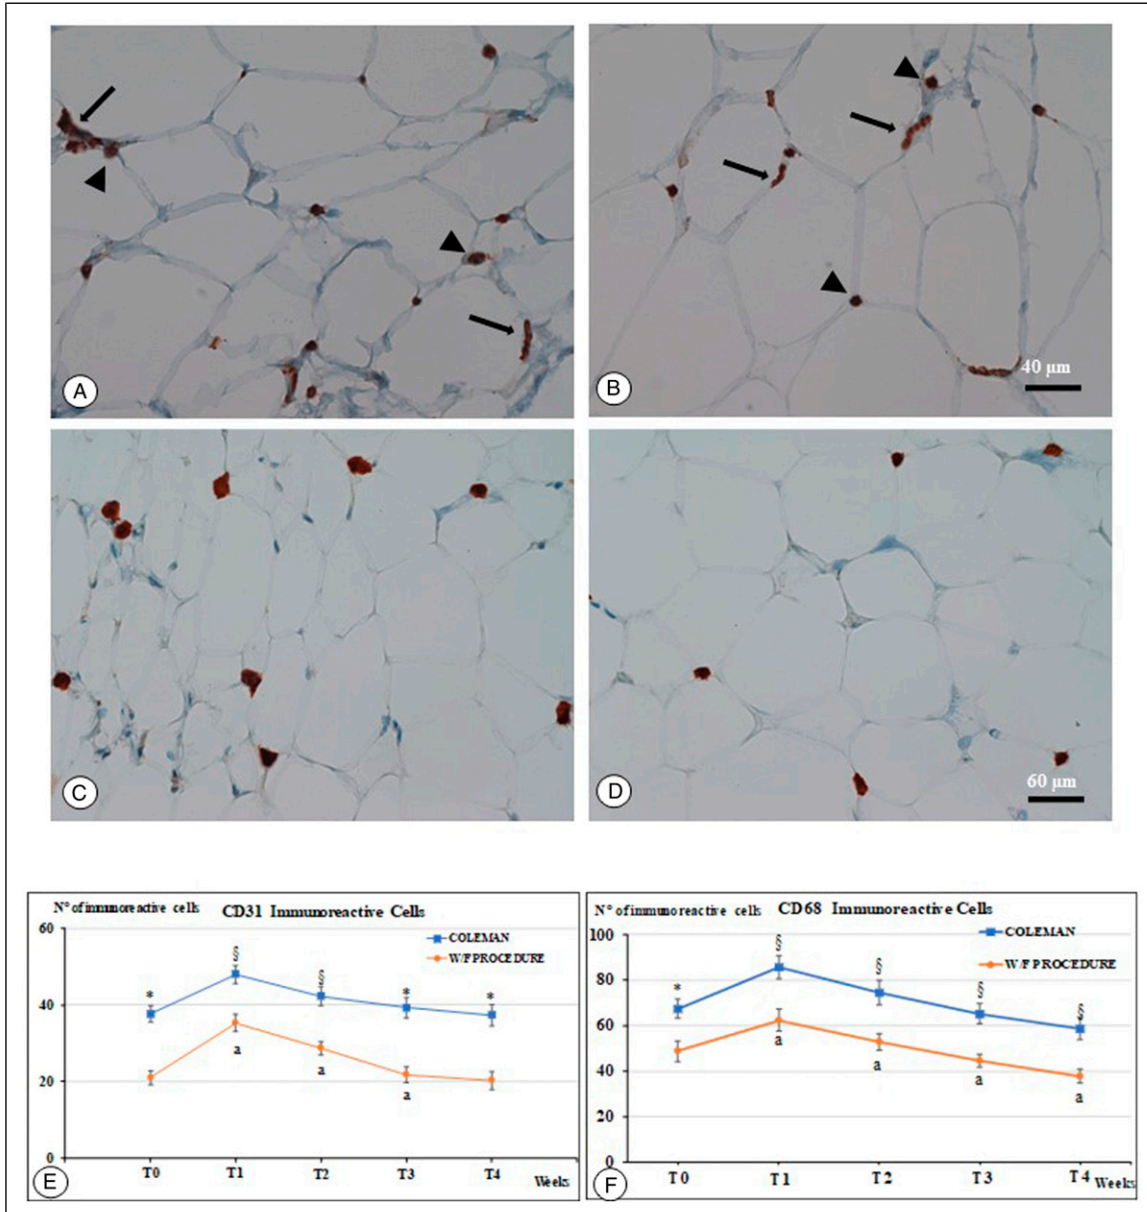 A
B
40 µm
C
D
60 µm
N° of immunoreactive cells
CD31 Immunoreactive Cells
60
COLEMAN
W/F PROCEDURE
§
§
*
*
*
40
a
a
a
20
0
T0 T1 T2 T3 T4 Weeks
E
N° of immunoreactive cells
CD68 Immunoreactive Cells
100
COLEMAN
W/F PROCEDURE
§
§
80
*
§
§
60
a
a
40
a
a
20
0
T0 T1 T2 T3 T4 Weeks
F